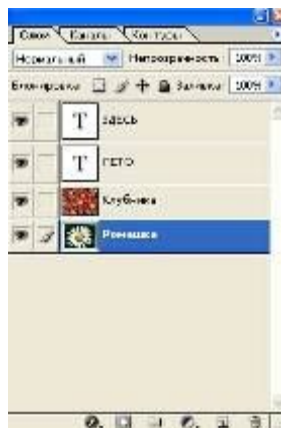 Слои Каналы Контуры
Нормальный Непрозрачность: 100%
Блокировка: Заливка: 100%
T ЗДЕСЬ
T ЛЕТО
Клубника
Ромашка